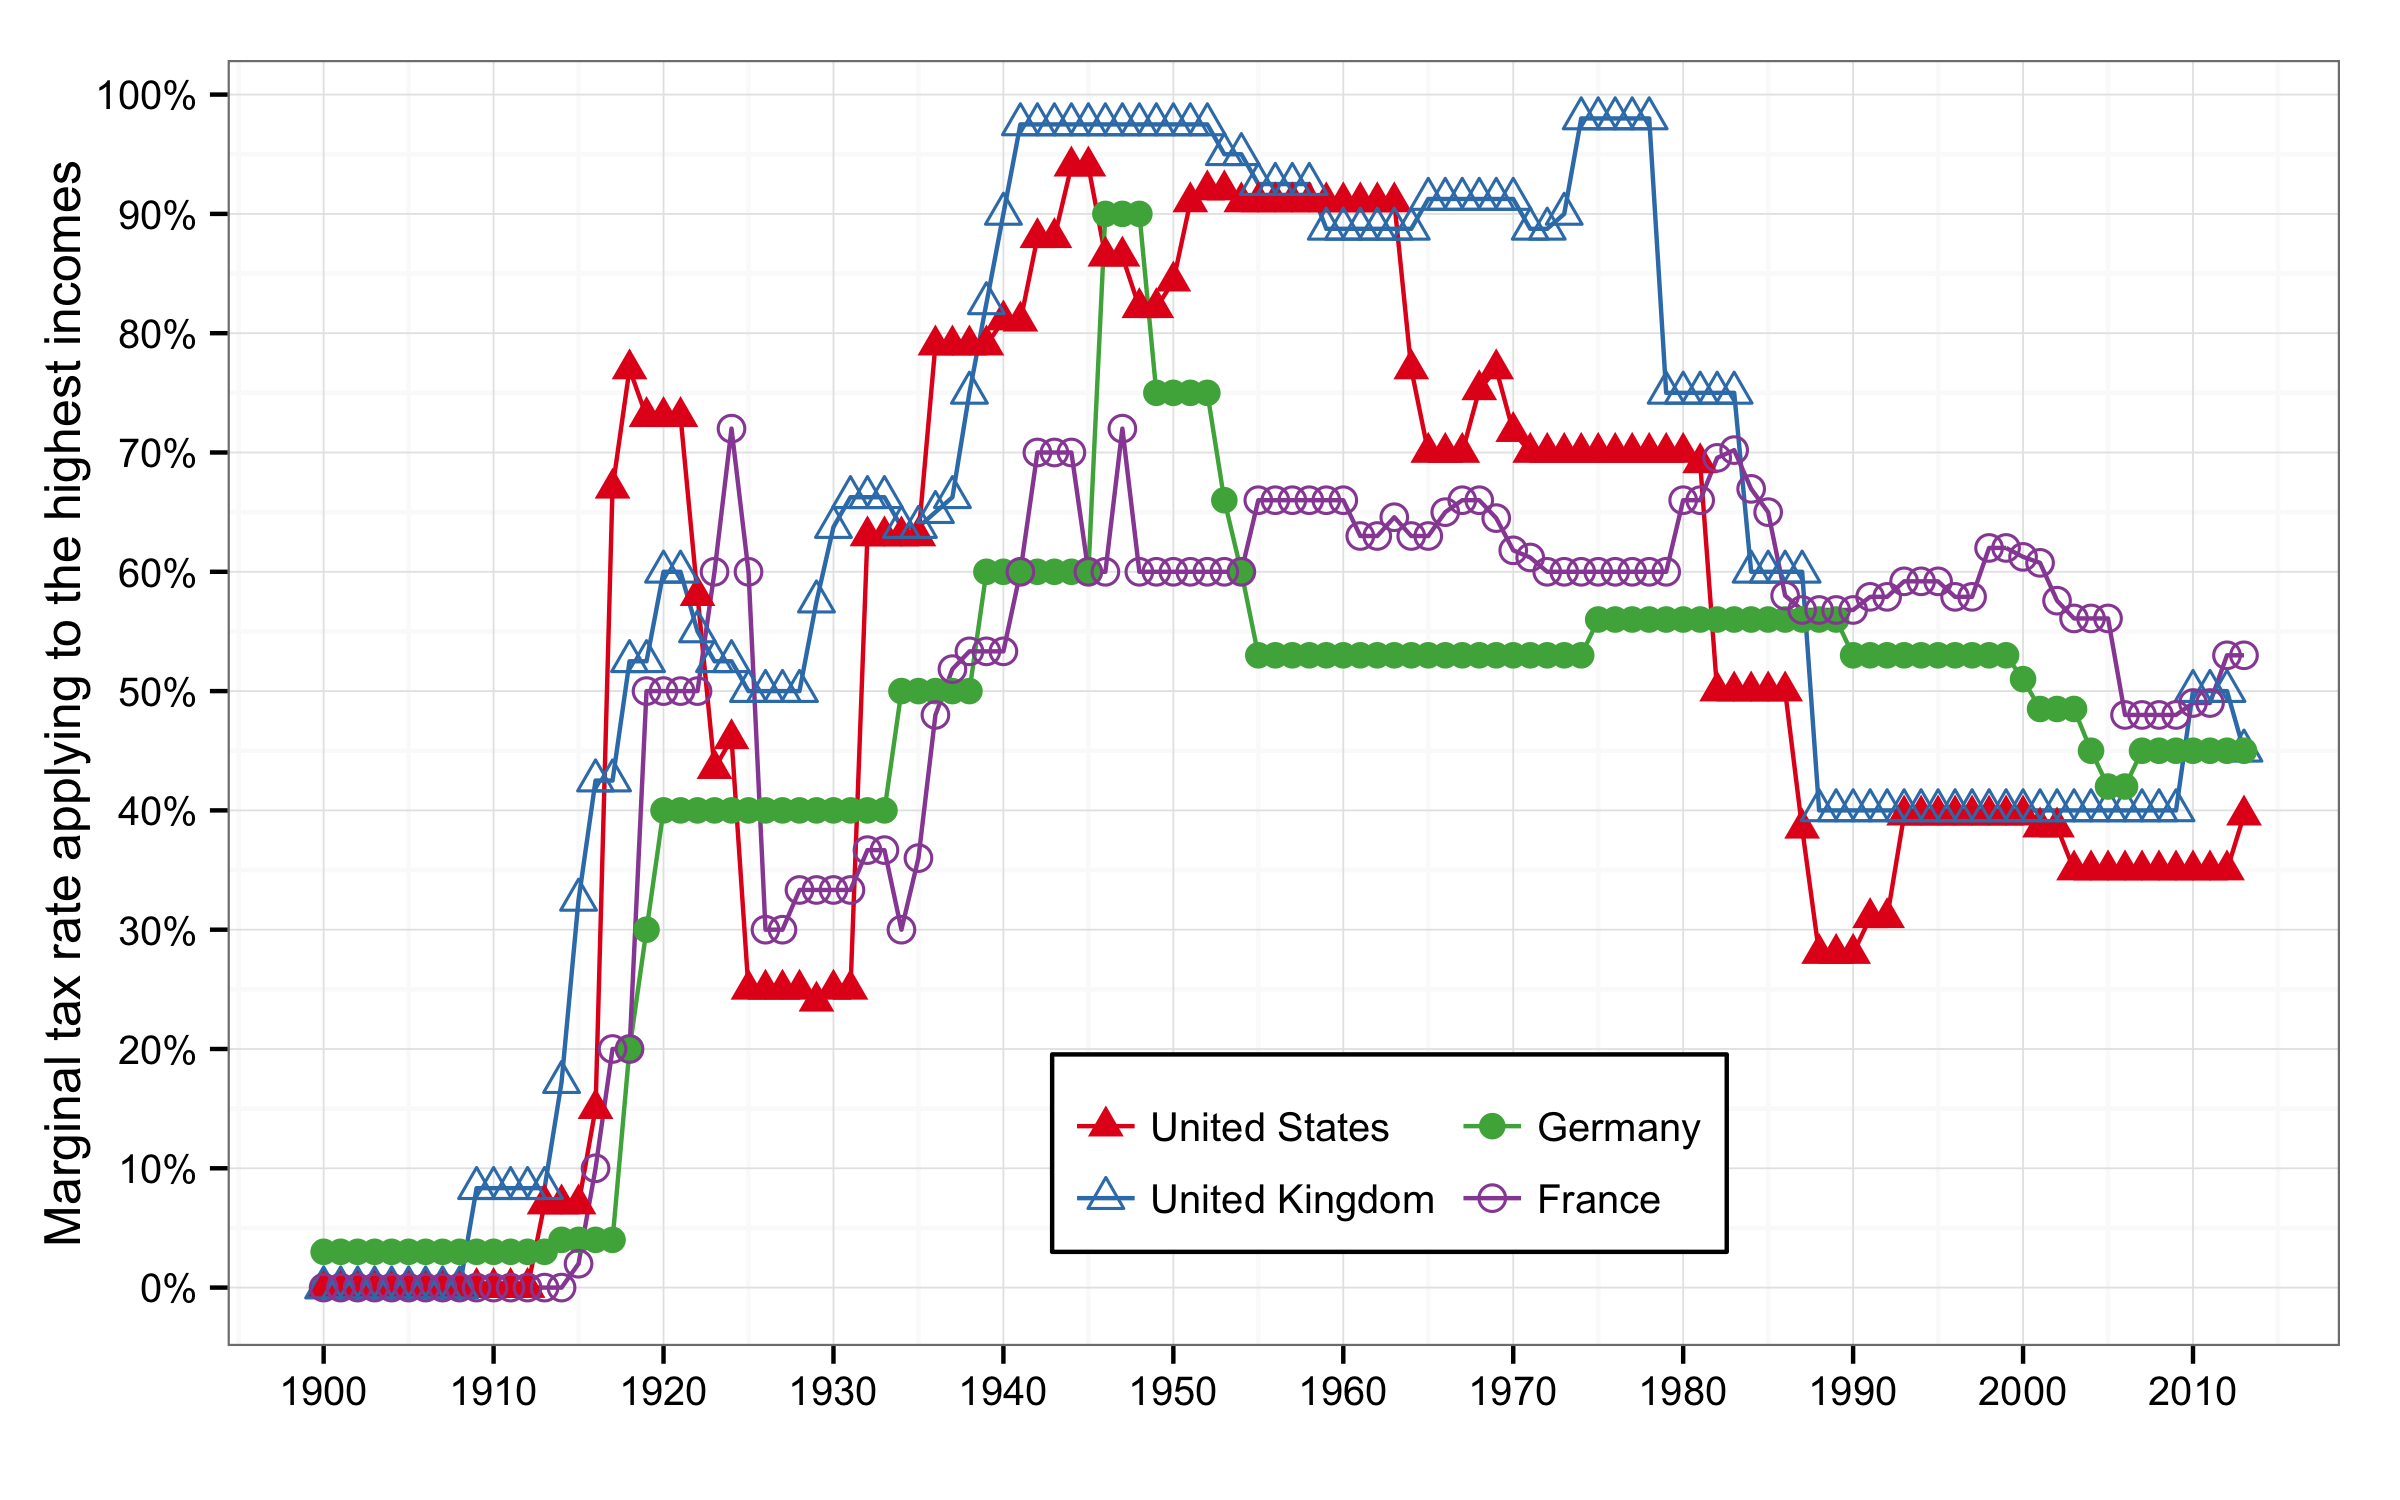 Marginal tax rate applying to the highest incomes
100%
90%
80%
70%
60%
50%
40%
30%
20%
10%
0%
United States
Germany
United Kingdom
France
1900 1910 1920 1930 1940 1950 1960 1970 1980 1990 2000 2010